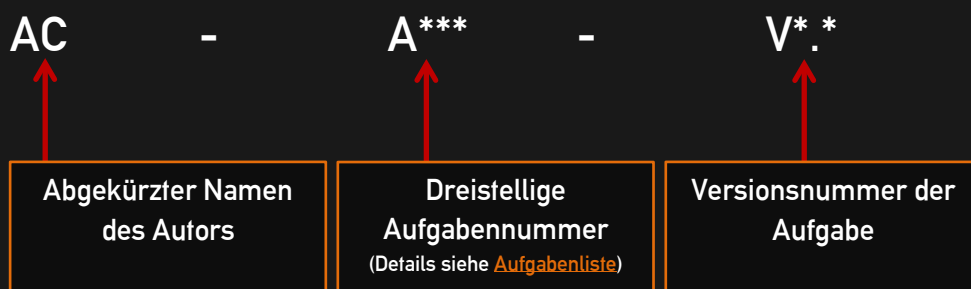 AC - A*** - V*.*
Abgekürzter Namen
des Autors
Dreistellige
Aufgabennummer
(Details siehe Aufgabenliste)
Versionsnummer der
Aufgabe